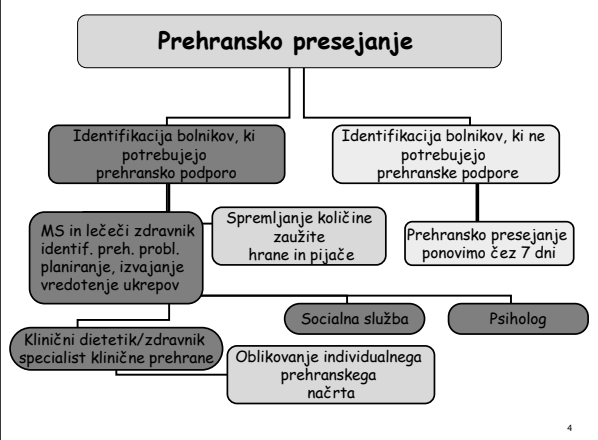 Prehransko presejanje
Identifikacija bolnikov, ki
potrebujejo
prehransko podporo
Identifikacija bolnikov, ki ne
potrebujejo
prehranske podpore
MS in lečeči zdravnik
identif. preh. probl.
planiranje, izvajanje
vredotenje ukrepov
Spremljanje količine
zaužite
hrane in pijače
Prehransko presejanje
ponovimo čez 7 dni
Socialna služba
Psiholog
Klinični dietetik/zdravnik
specialist klinične prehrane
Oblikovanje individualnega
prehranskega
načrta
4